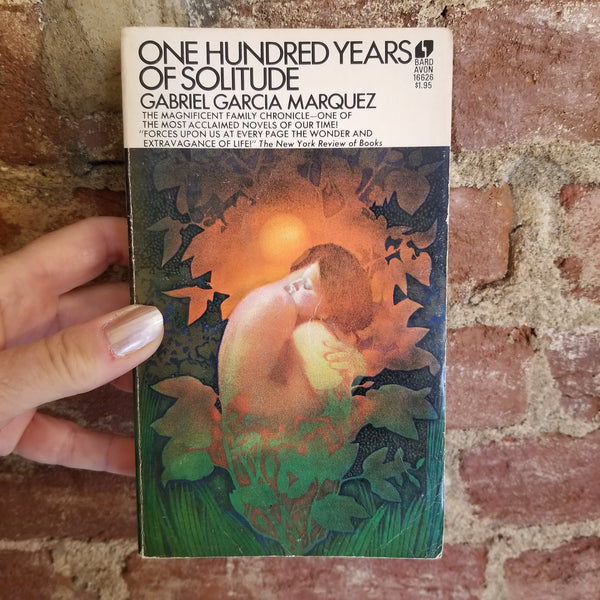 ONE HUNDRED YEARS
OF SOLITUDE
GABRIEL GARCIA MARQUEZ
THE MAGNIFICENT FAMILY CHRONICLE—ONE OF
THE MOST ACCLAIMED NOVELS OF OUR TIME!
"FORCES UPON US AT EVERY PAGE THE WONDER AND
EXTRAVAGANCE OF LIFE!" The New York Review of Books
BARD
AVON
16626
$1.95